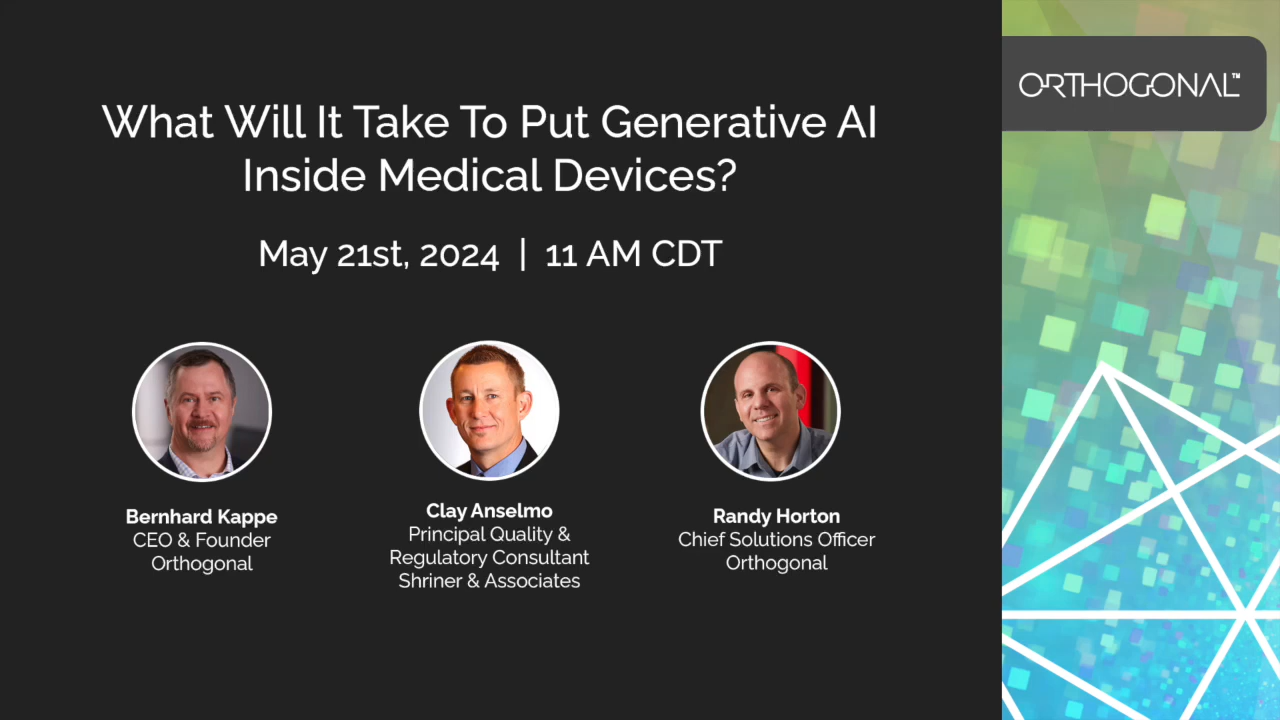 What Will It Take To Put Generative AI
Inside Medical Devices?
May 21st, 2024 | 11 AM CDT
Bernhard Kappe
CEO & Founder
Orthogonal
Clay Anselmo
Principal Quality &
Regulatory Consultant
Shriner & Associates
Randy Horton
Chief Solutions Officer
Orthogonal
ORTHOGONAL™